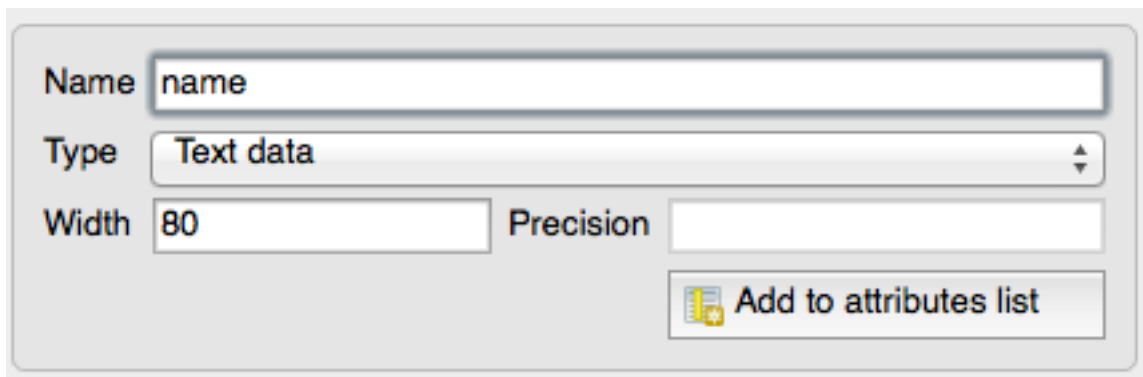 Name name
Type Text data
Width 80 Precision
Add to attributes list